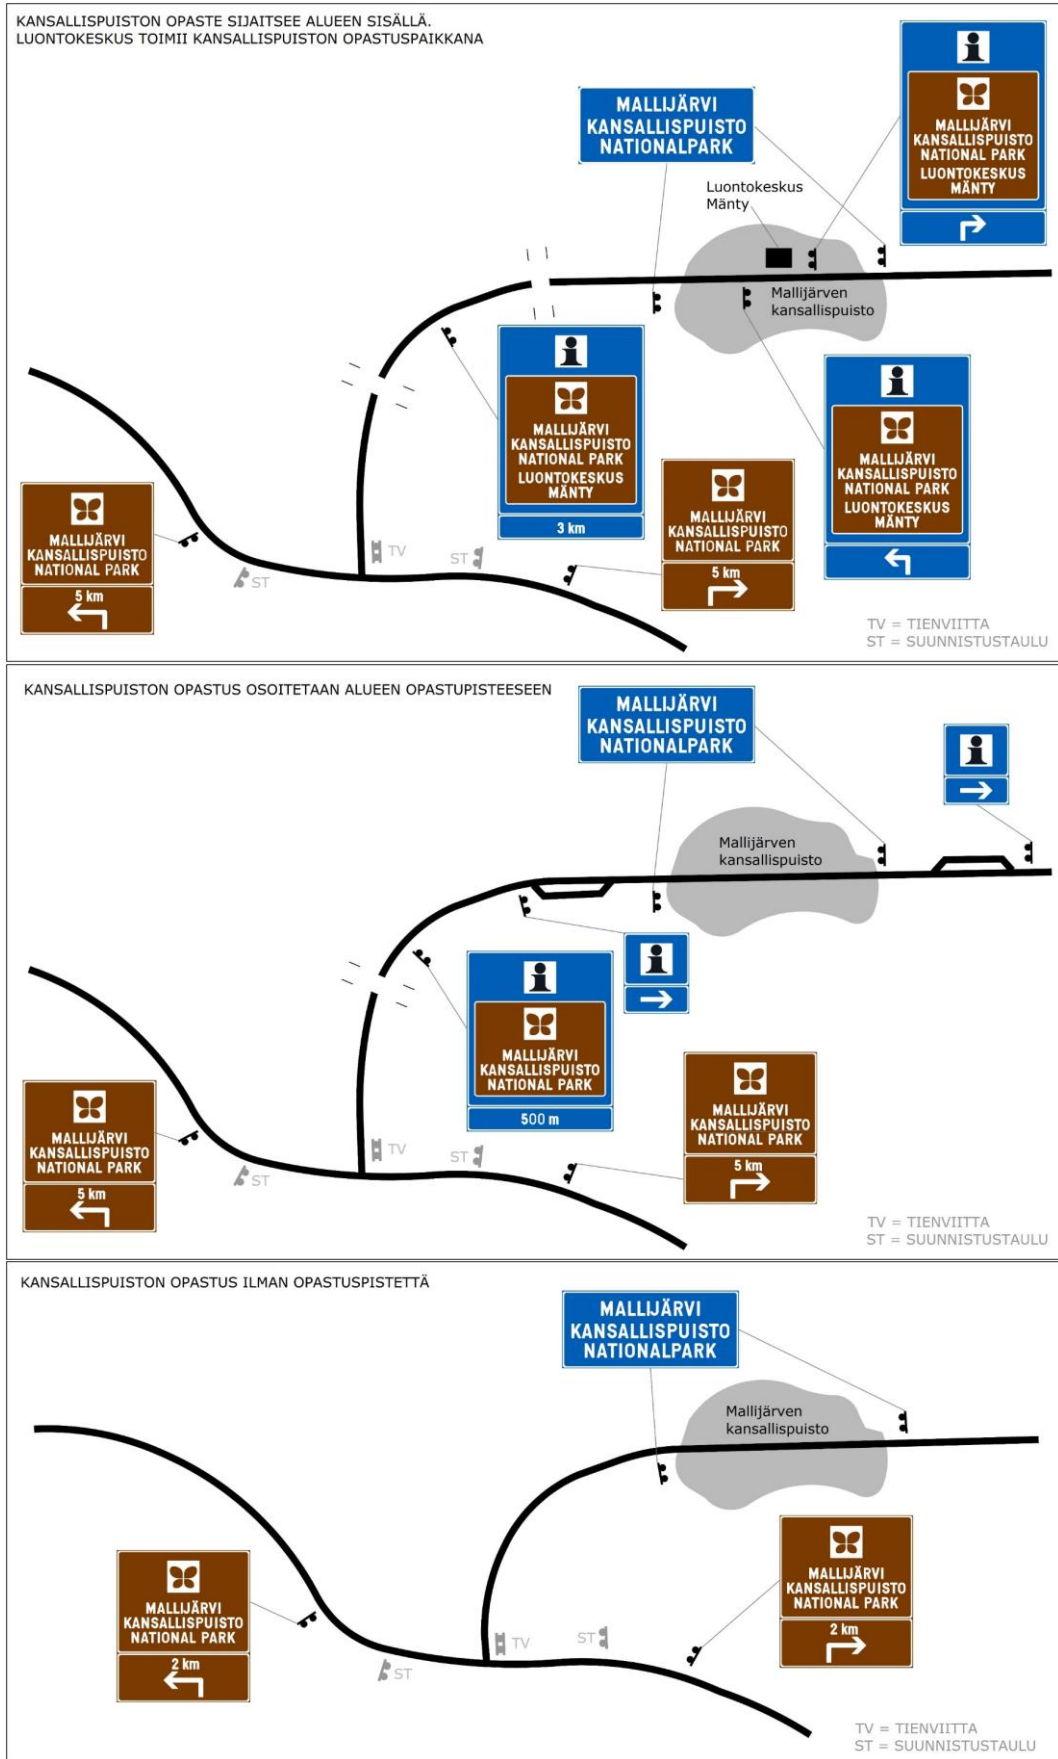 KANSALLISPUISTON OPASTE SIJAITSEE ALUEEN SISÄLLÄ.
LUONTOKESKUS TOIMII KANSALLISPUISTON OPASTUSPAIKKANA
MALLIJÄRVI
KANSALLISPUISTO
NATIONALPARK
MALLIJÄRVI
KANSALLISPUISTO
NATIONAL PARK
LUONTOKESKUS
MÄNTY
Luontokeskus
Mänty
Mallijärven
kansallispuisto
MALLIJÄRVI
KANSALLISPUISTO
NATIONAL PARK
LUONTOKESKUS
MÄNTY
3 km
MALLIJÄRVI
KANSALLISPUISTO
NATIONAL PARK
LUONTOKESKUS
MÄNTY
MALLIJÄRVI
KANSALLISPUISTO
NATIONAL PARK
5 km
MALLIJÄRVI
KANSALLISPUISTO
NATIONAL PARK
5 km
TV
ST
ST
TV = TIENVIITTA
ST = SUUNNISTUSTAULU
KANSALLISPUISTON OPASTUS OSOITETAAN ALUEEN OPASTUPISTEESEEN
MALLIJÄRVI
KANSALLISPUISTO
NATIONALPARK
Mallijärven
kansallispuisto
MALLIJÄRVI
KANSALLISPUISTO
NATIONAL PARK
500 m
MALLIJÄRVI
KANSALLISPUISTO
NATIONAL PARK
5 km
MALLIJÄRVI
KANSALLISPUISTO
NATIONAL PARK
5 km
TV
ST
ST
TV = TIENVIITTA
ST = SUUNNISTUSTAULU
KANSALLISPUISTON OPASTUS ILMAN OPASTUSPISTETTÄ
MALLIJÄRVI
KANSALLISPUISTO
NATIONALPARK
Mallijärven
kansallispuisto
MALLIJÄRVI
KANSALLISPUISTO
NATIONAL PARK
2 km
MALLIJÄRVI
KANSALLISPUISTO
NATIONAL PARK
2 km
TV
ST
ST
TV = TIENVIITTA
ST = SUUNNISTUSTAULU